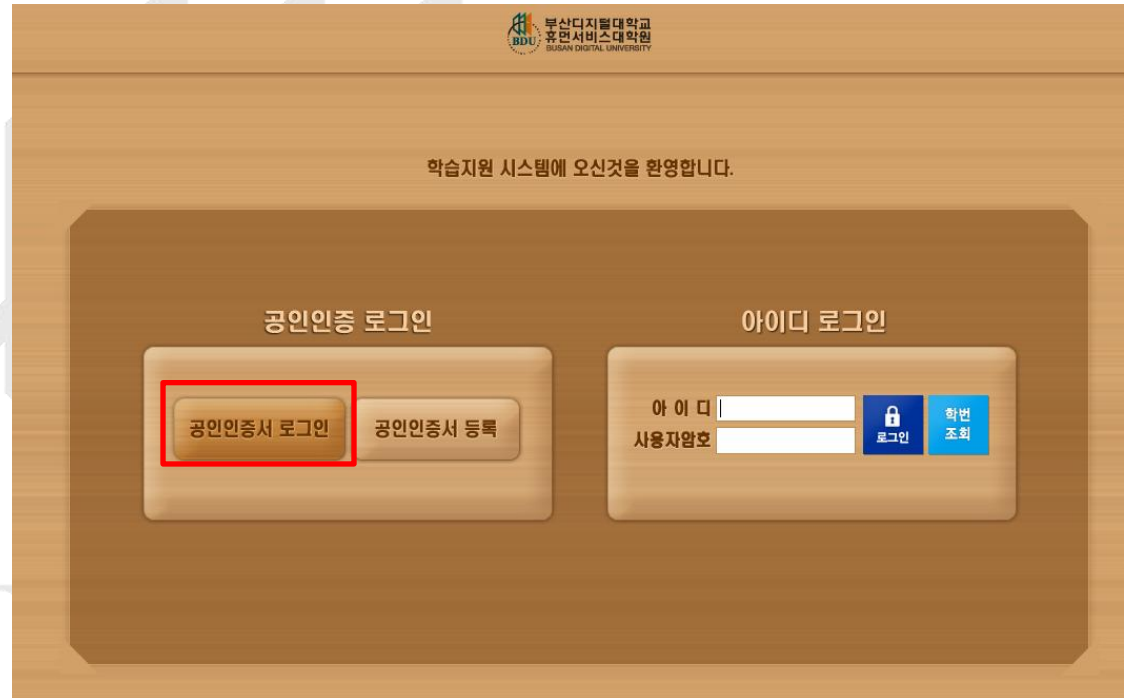 부산디지털대학교
휴먼서비스대학원
BUSAN DIGITAL UNIVERSITY
BDU
학습지원 시스템에 오신것을 환영합니다.
공인인증 로그인
공인인증서 로그인
공인인증서 등록
아이디 로그인
아 이 디
사용자암호
로그인
학번
조회